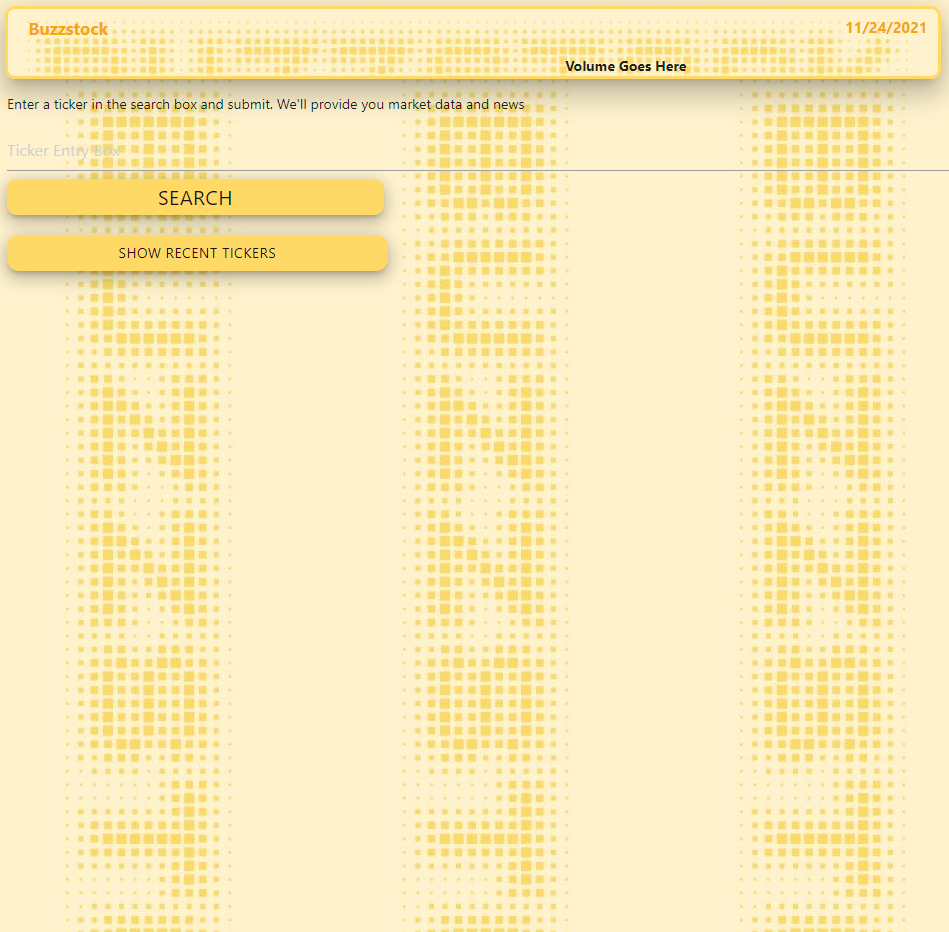 Buzzstock
11/24/2021
Volume Goes Here
Enter a ticker in the search box and submit. We'll provide you market data and news
Ticker Entry Box
SEARCH
SHOW RECENT TICKERS